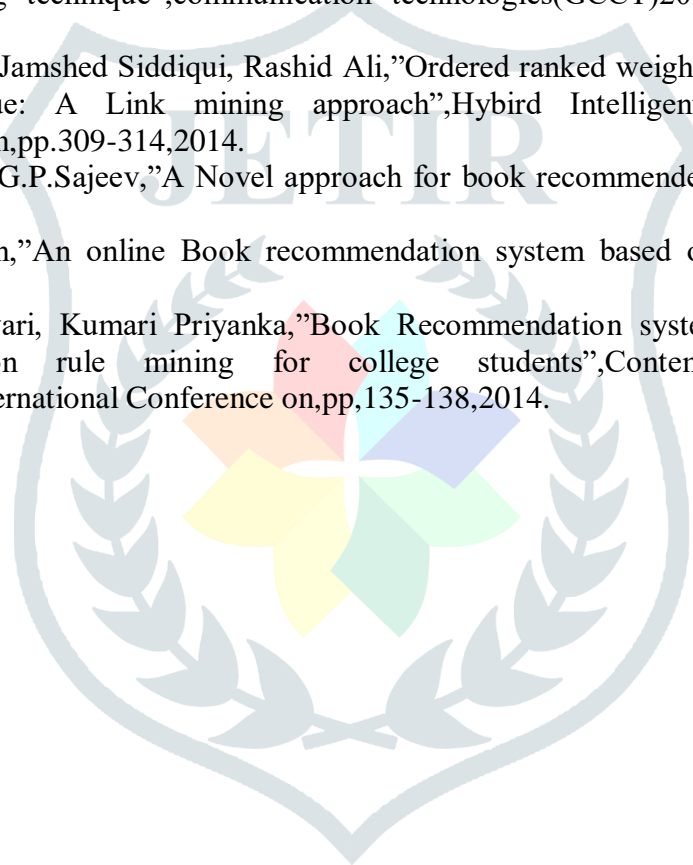 technique”,communication technologies(GCCT)20
Jamshed Siddiqui, Rashid Ali,”Ordered ranked weigh
ue: A Link mining approach”,Hybird Intelligen
n,pp.309-314,2014.
G.P.Sajeev,”A Novel approach for book recommende
n,”An online Book recommendation system based o
vari, Kumari Priyanka,”Book Recommendation syste
on rule mining for college students”,Conten
ernational Conference on,pp,135-138,2014.
JETIR